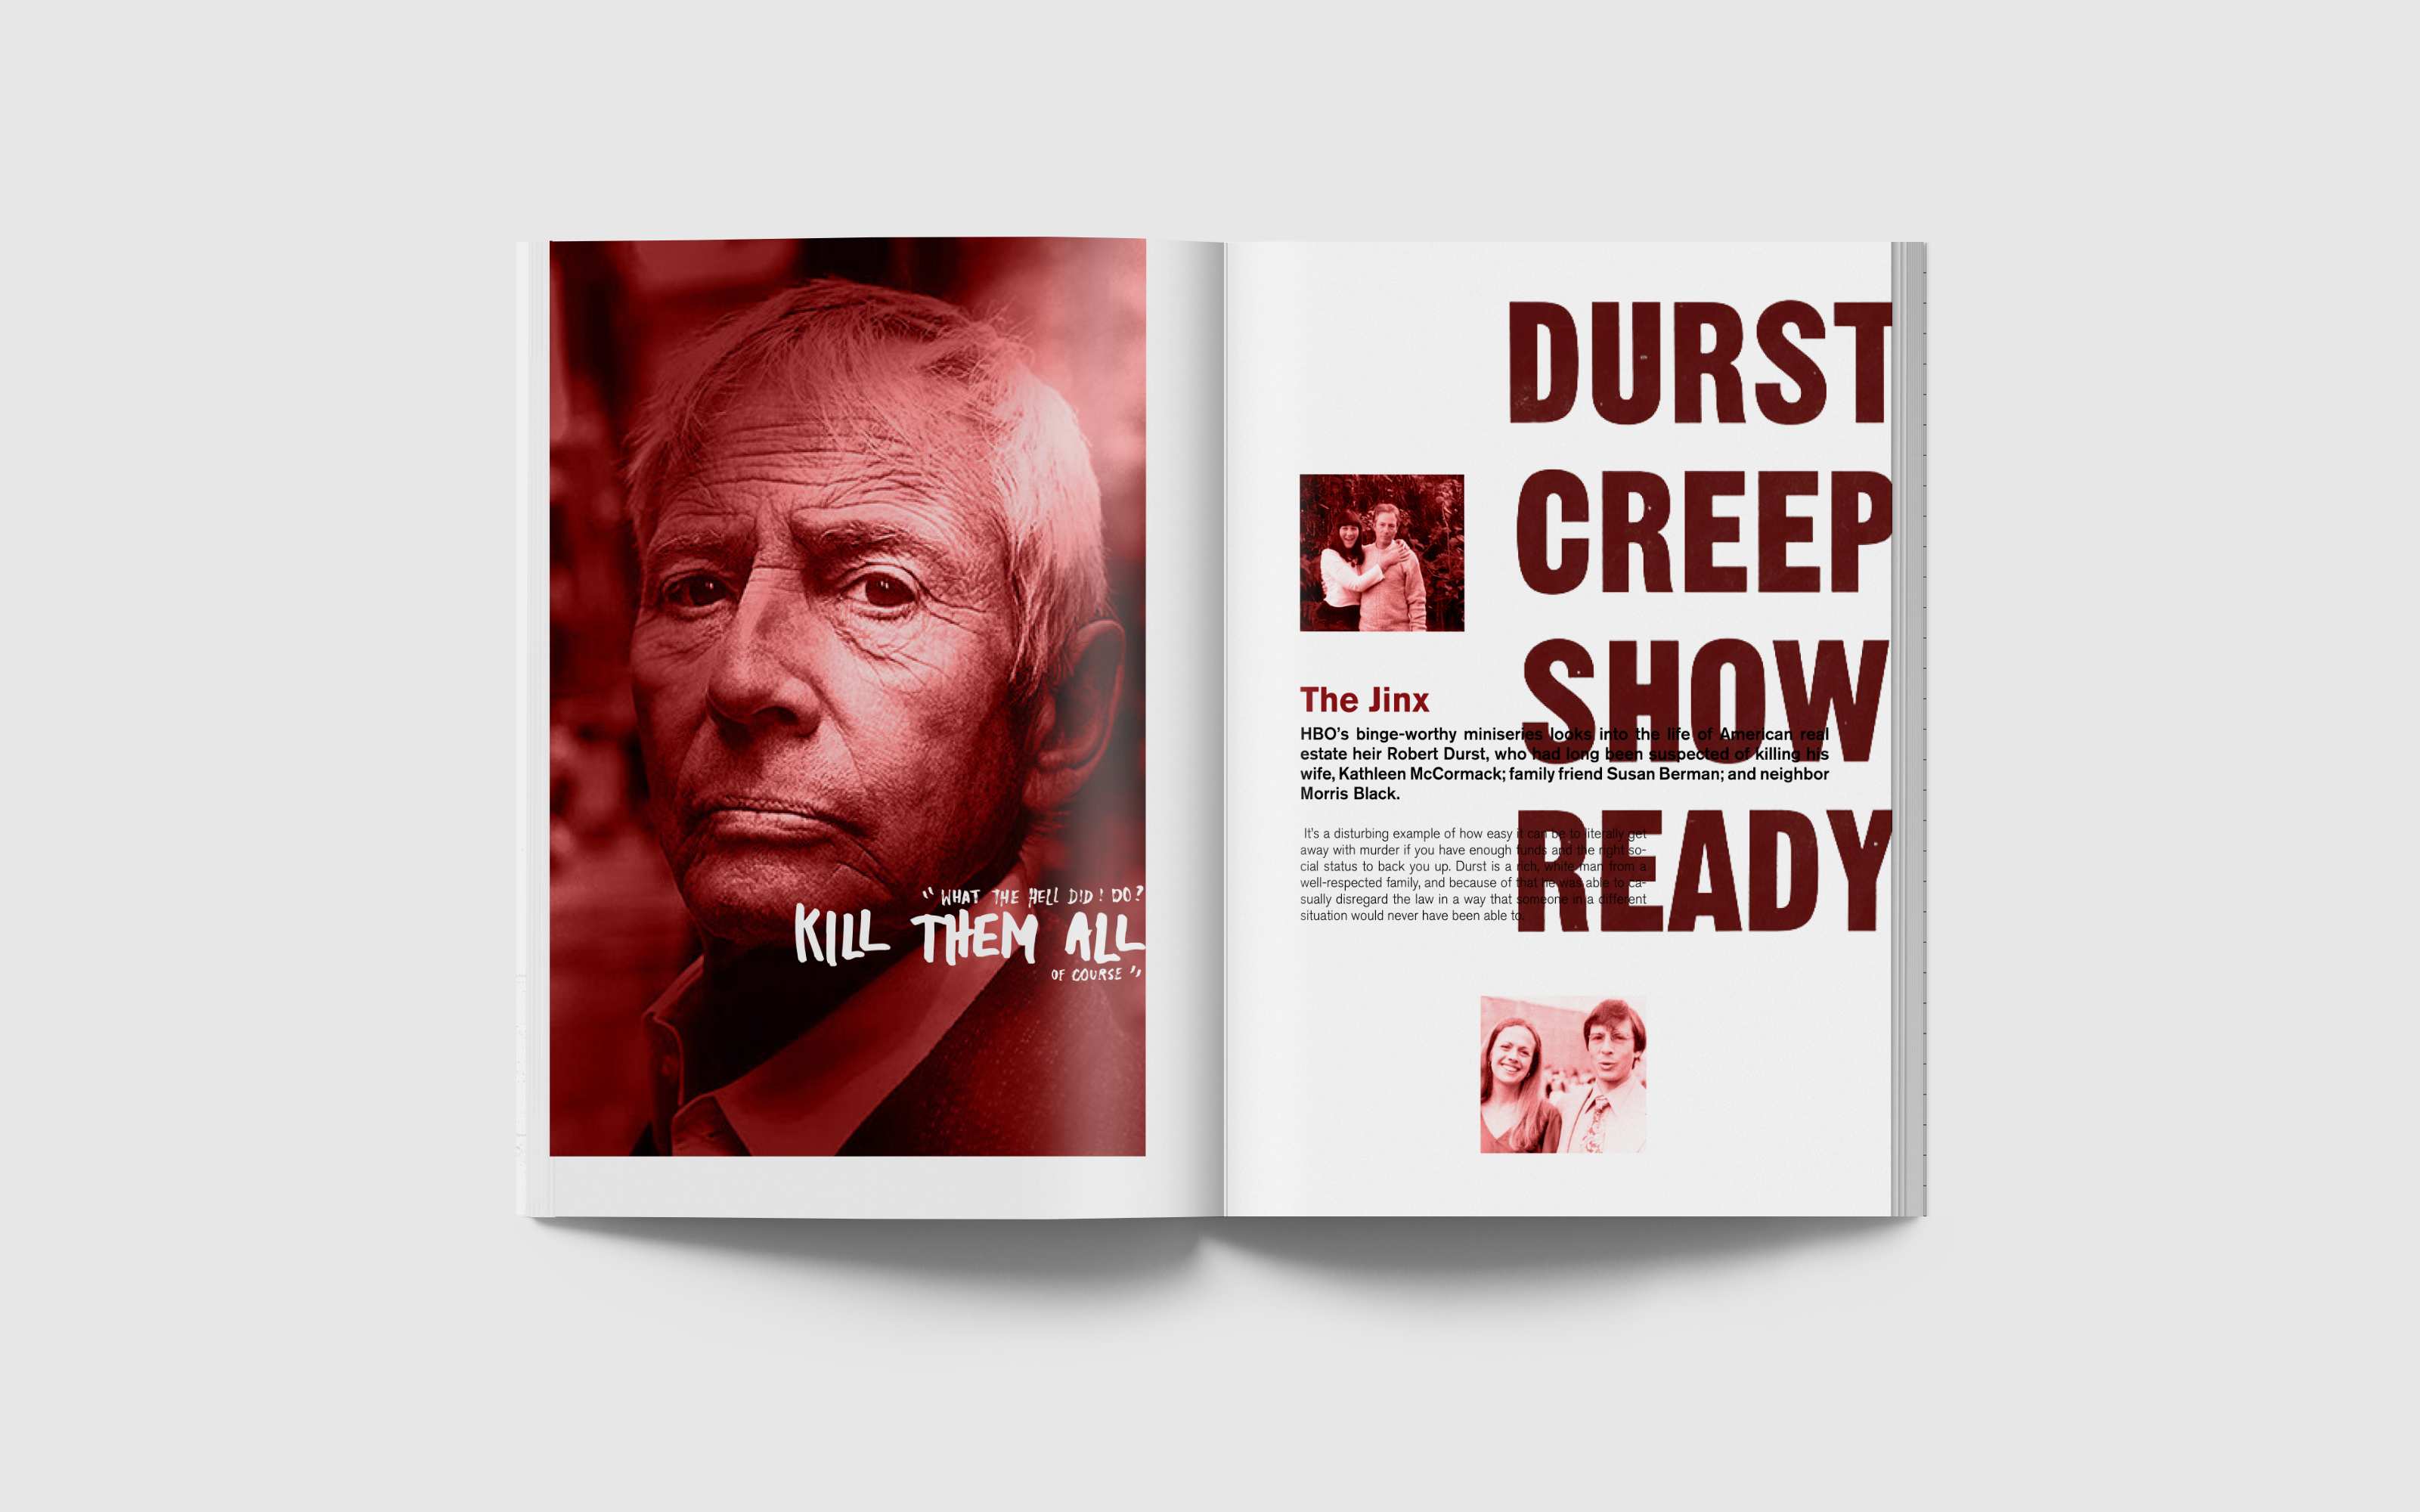 “WHAT THE HELL DID I DO?
KILL THEM ALL
OF COURSE”
DURST
CREEP
SHOW
READY
The Jinx
HBO’s binge-worthy miniseries looks into the life of American real
estate heir Robert Durst, who had long been suspected of killing his
wife, Kathleen McCormack; family friend Susan Berman; and neighbor
Morris Black.
It’s a disturbing example of how easy it can be to literally get
away with murder if you have enough funds and the right so-
cial status to back you up. Durst is a rich, white man from a
well-respected family, and because of that he was able to ca-
sually disregard the law in a way that someone in a different
situation would never have been able to.